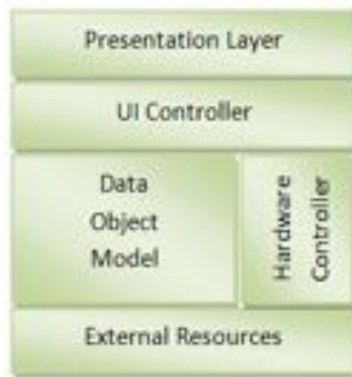 Presentation Layer
UI Controller
Data
Object
Model
Hardware
Controller
External Resources